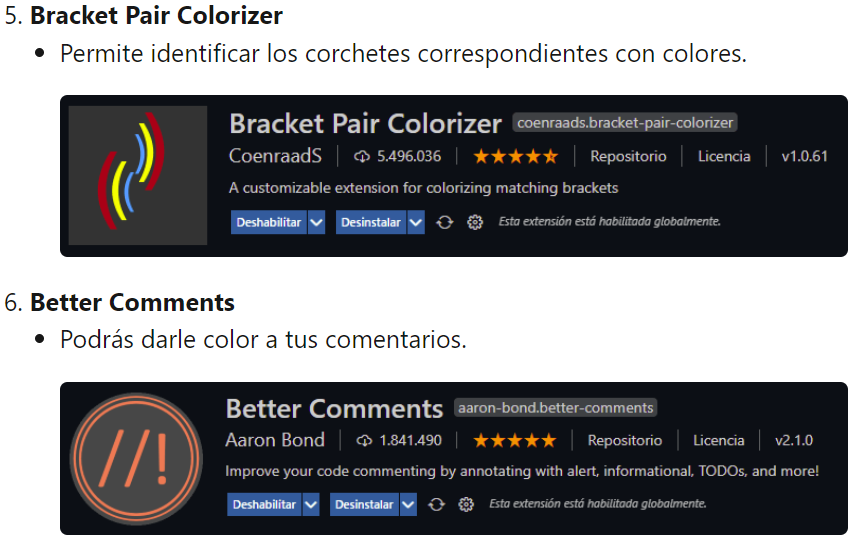 5. Bracket Pair Colorizer
• Permite identificar los corchetes correspondientes con colores.
Bracket Pair Colorizer coenraads.bracket-pair-colorizer
CoenraadS 5.496.036 Repositorio Licencia v1.0.61
A customizable extension for colorizing matching brackets
Deshabilitar Desinstalar Esta extensión está habilitada globalmente.
6. Better Comments
• Podrás darle color a tus comentarios.
//!
Better Comments aaron-bond.better-comments
Aaron Bond 1.841.490 Repositorio Licencia v2.1.0
Improve your code commenting by annotating with alert, informational, TODOs, and more!
Deshabilitar Desinstalar Esta extensión está habilitada globalmente.